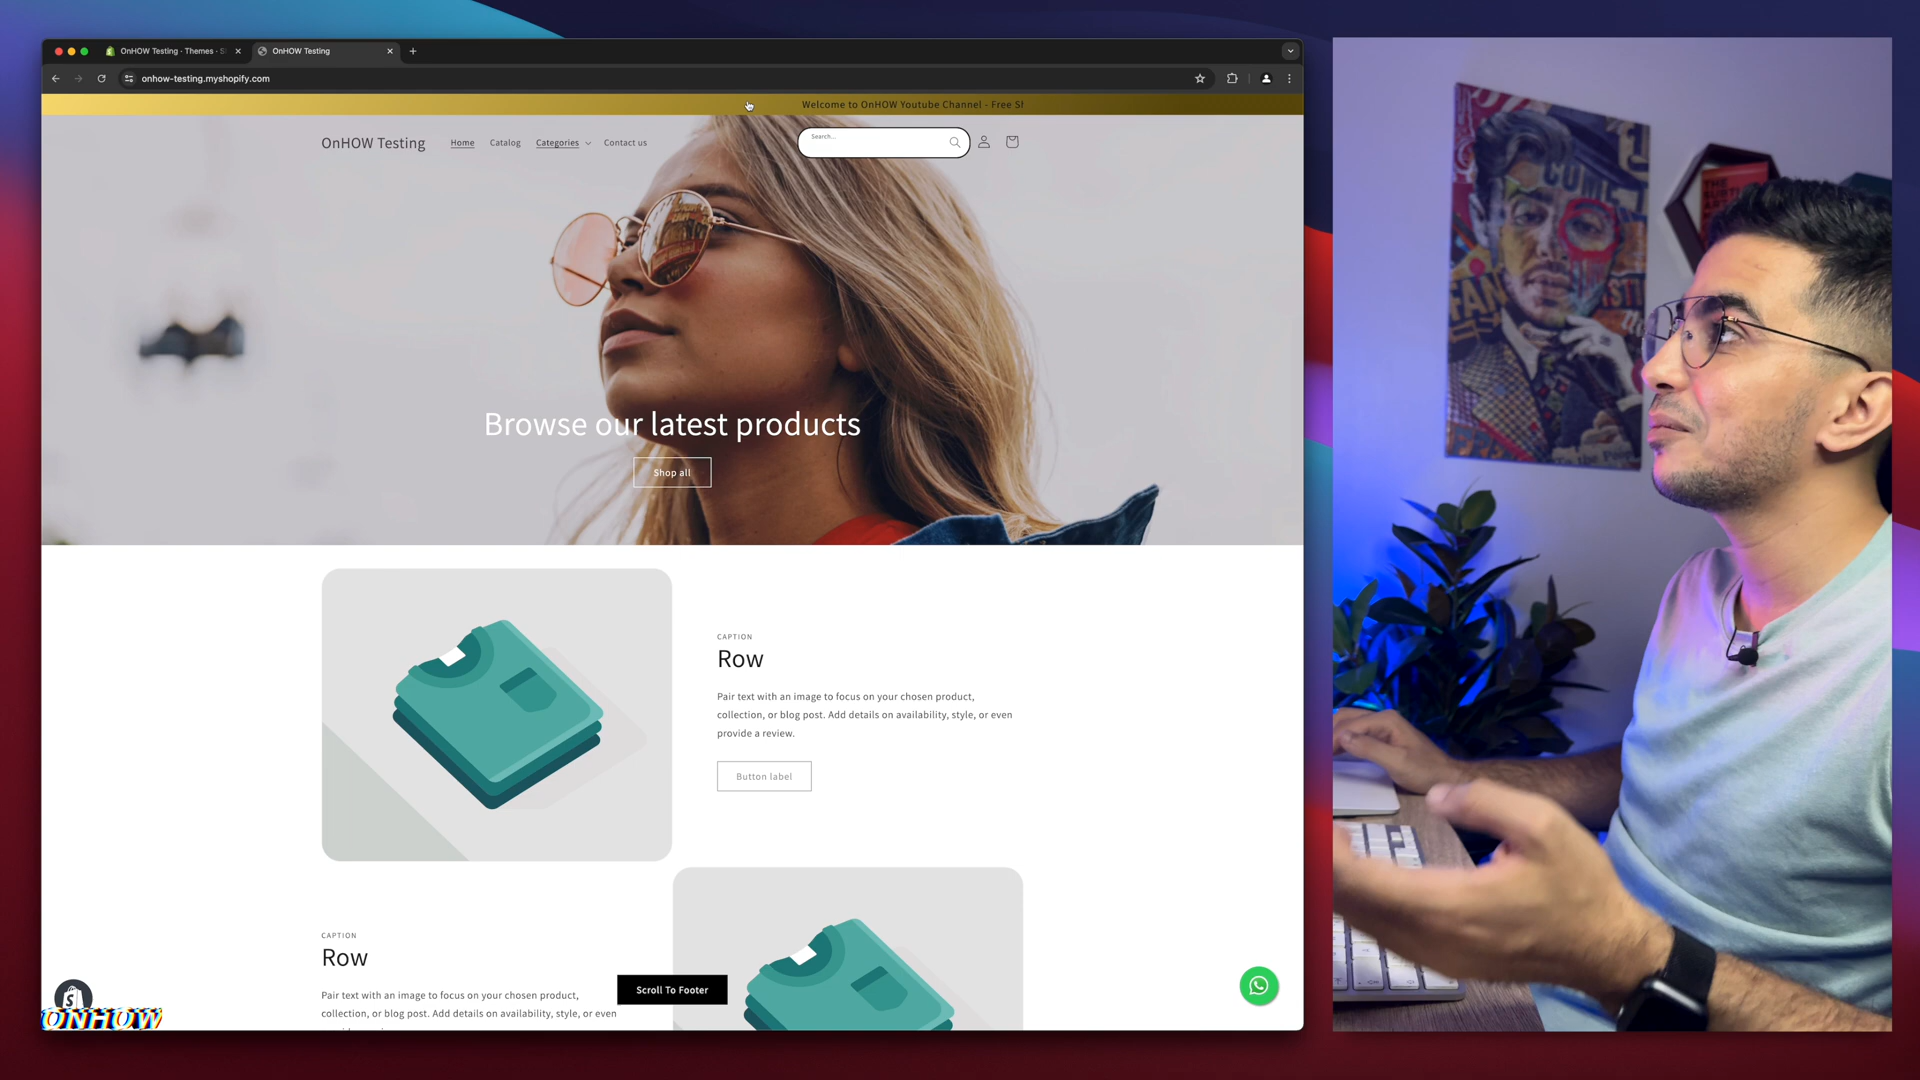 OnHOW Testing · Themes · S
OnHOW Testing
onhow-testing.myshopify.com
Welcome to OnHOW Youtube Channel - Free Sh
OnHOW Testing
Home
Catalog
Categories
Contact us
Search...
Browse our latest products
Shop all
CAPTION
Row
Pair text with an image to focus on your chosen product,
collection, or blog post. Add details on availability, style, or even
provide a review.
Button label
CAPTION
Row
Pair text with an image to focus on your chosen product,
collection, or blog post. Add details on availability, style, or even
Scroll To Footer
ONHOW
THE